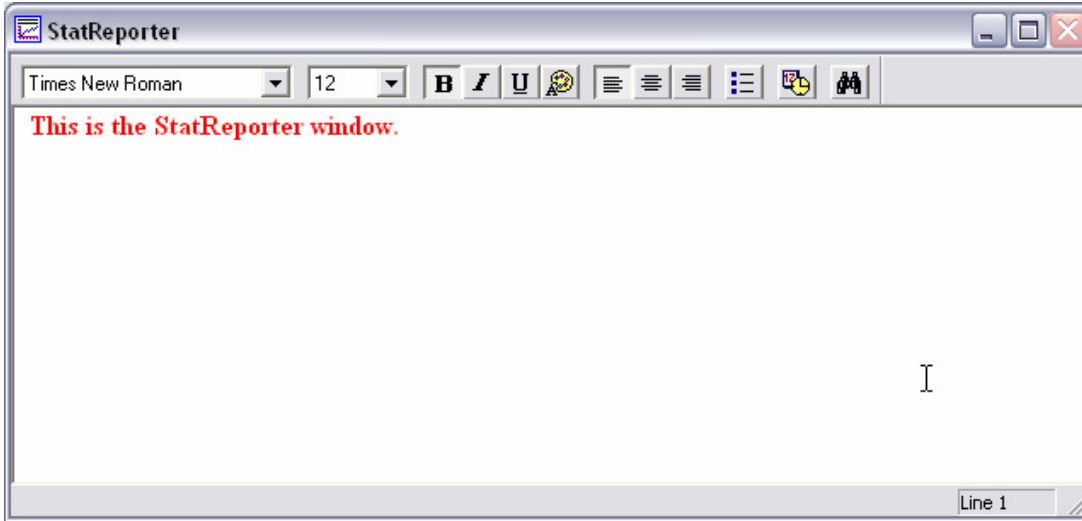 StatReporter
Times New Roman 12 B I U
This is the StatReporter window.
Line 1